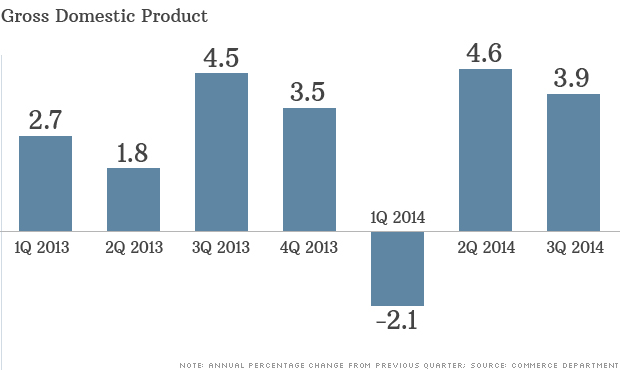 Gross Domestic Product
2.7
1.8
4.5
3.5
4.6
3.9
1Q 2014
1Q 2013
2Q 2013
3Q 2013
4Q 2013
2Q 2014
3Q 2014
-2.1
NOTE: ANNUAL PERCENTAGE CHANGE FROM PREVIOUS QUARTER; SOURCE: COMMERCE DEPARTMENT